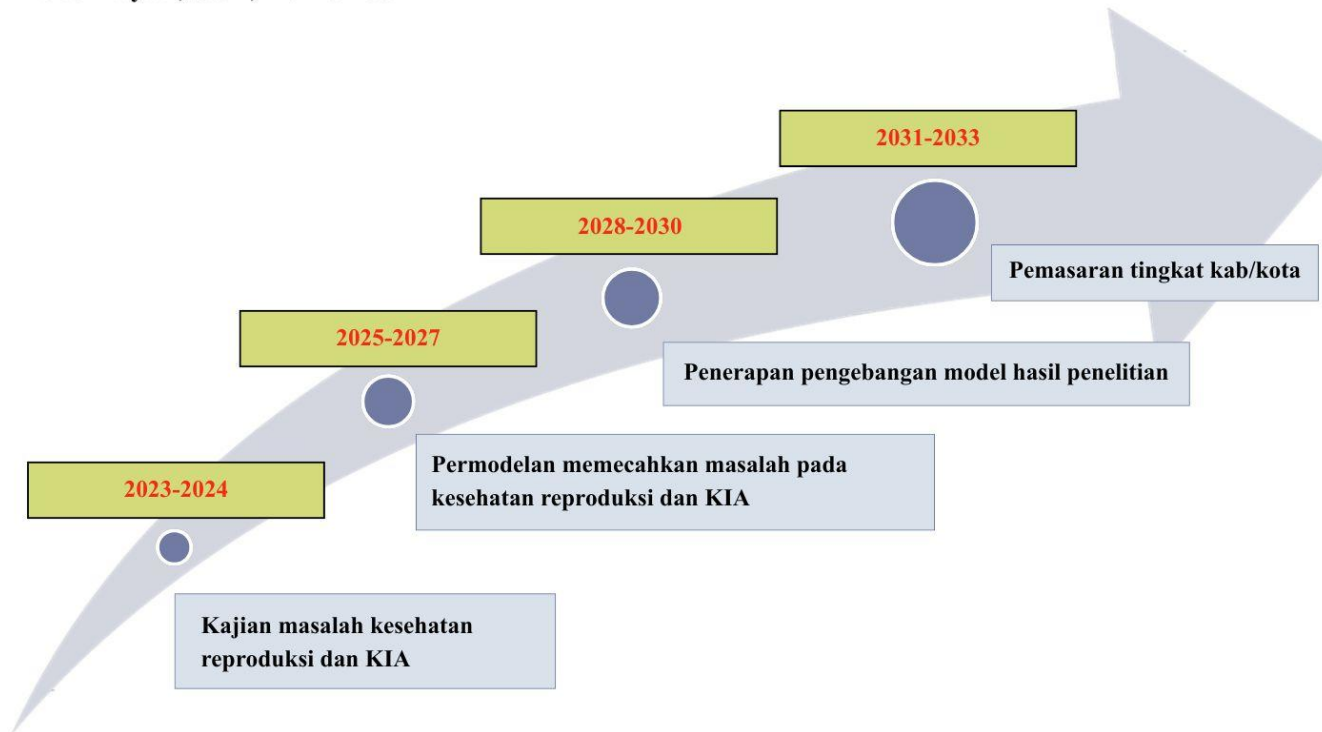 2031-2033
2028-2030
Pemasaran tingkat kab/kota
2025-2027
Penerapan pengebangan model hasil penelitian
Permodelan memecahkan masalah pada
kesehatan reproduksi dan KIA
2023-2024
Kajian masalah kesehatan
reproduksi dan KIA